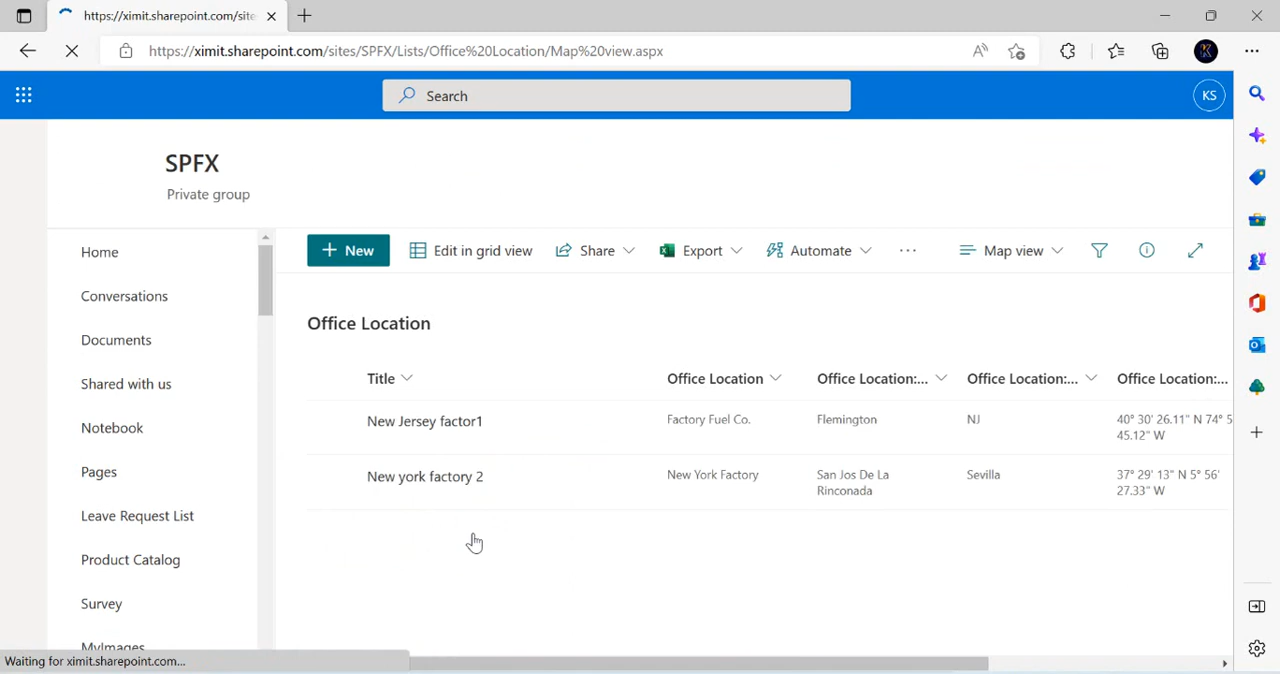 https://ximit.sharepoint.com/site
https://ximit.sharepoint.com/sites/SPFX/Lists/Office%20Location/Map%20view.aspx
Search
KS
SPFX
Private group
Home
Conversations
Documents
Shared with us
Notebook
Pages
Leave Request List
Product Catalog
Survey
MyImages
New
Edit in grid view
Share
Export
Automate
Map view
Office Location
Title
Office Location
Office Location:...
Office Location:...
Office Location:...
New Jersey factor1
Factory Fuel Co.
Flemington
NJ
40° 30' 26.11" N 74° 5
45.12" W
New york factory 2
New York Factory
San Jos De La
Rinconada
Sevilla
37° 29' 13" N 5° 56'
27.33" W
Waiting for ximit.sharepoint.com...